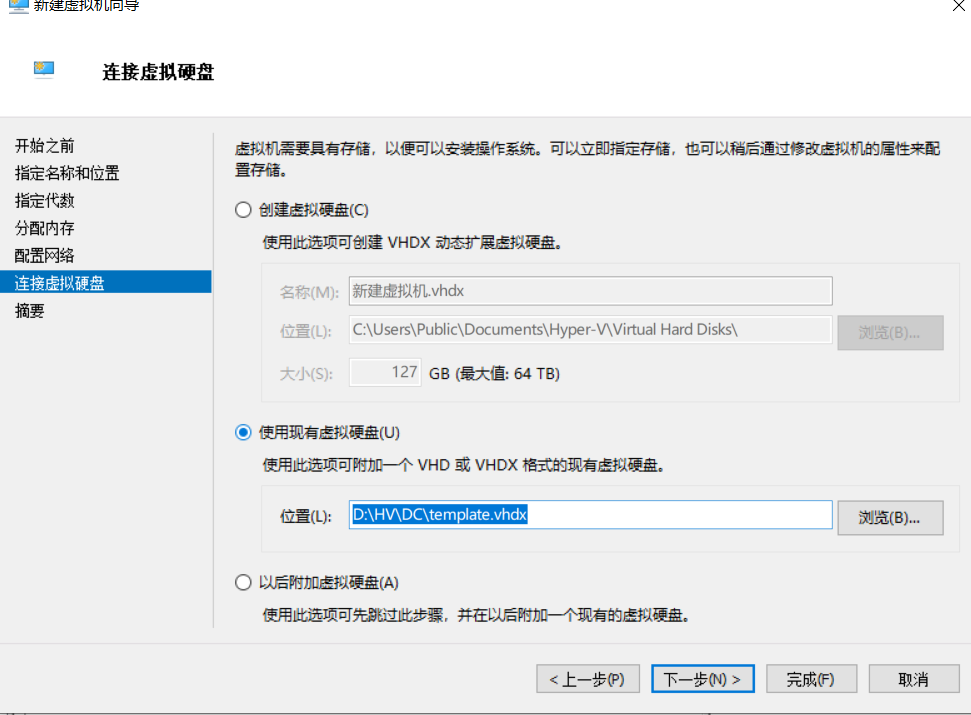 新建虚拟机向导
连接虚拟硬盘
开始之前
指定名称和位置
指定代数
分配内存
配置网络
连接虚拟硬盘
摘要
虚拟机需要具有存储，以便可以安装操作系统。可以立即指定存储，也可以稍后通过修改虚拟机的属性来配
置存储。
创建虚拟硬盘(C)
使用此选项可创建 VHDX 动态扩展虚拟硬盘。
名称(M): 新建虚拟机.vhdx
位置(L): C:\Users\Public\Documents\Hyper-V\Virtual Hard Disks\ 浏览(B)...
大小(S): 127 GB (最大值: 64 TB)
使用现有虚拟硬盘(U)
使用此选项可附加一个 VHD 或 VHDX 格式的现有虚拟硬盘。
位置(L): D:\HV\DC\template.vhdx 浏览(B)...
以后附加虚拟硬盘(A)
使用此选项可先跳过此步骤，并在以后附加一个现有的虚拟硬盘。
< 上一步(P) 下一步(N) > 完成(F) 取消